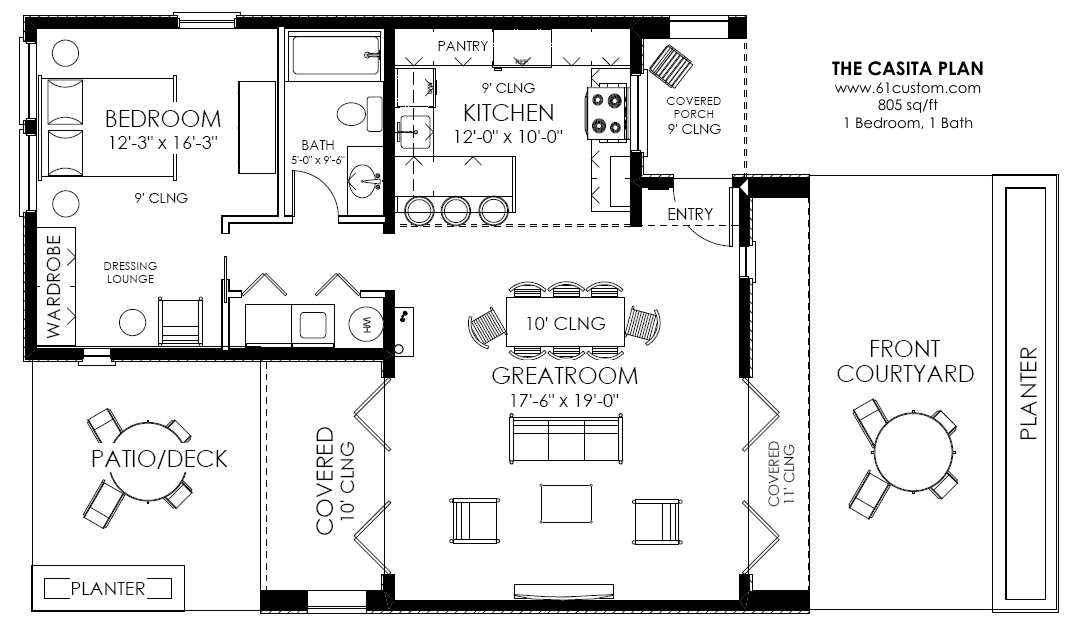 THE CASITA PLAN
www.61custom.com
805 sq/ft
1 Bedroom, 1 Bath
PANTRY
REF
9' CLNG
KITCHEN
12'-0" x 10'-0"
BEDROOM
12'-3" x 16'-3"
9' CLNG
BATH
5'-0" x 9'-6"
COVERED
PORCH
9' CLNG
ENTRY
WARDROBE
DRESSING
LOUNGE
WH
10' CLNG
GREATROOM
17'-6" x 19'-0"
FRONT
COURTYARD
PLANTER
PATIO/DECK
COVERED
10' CLNG
COVERED
11' CLNG
PLANTER